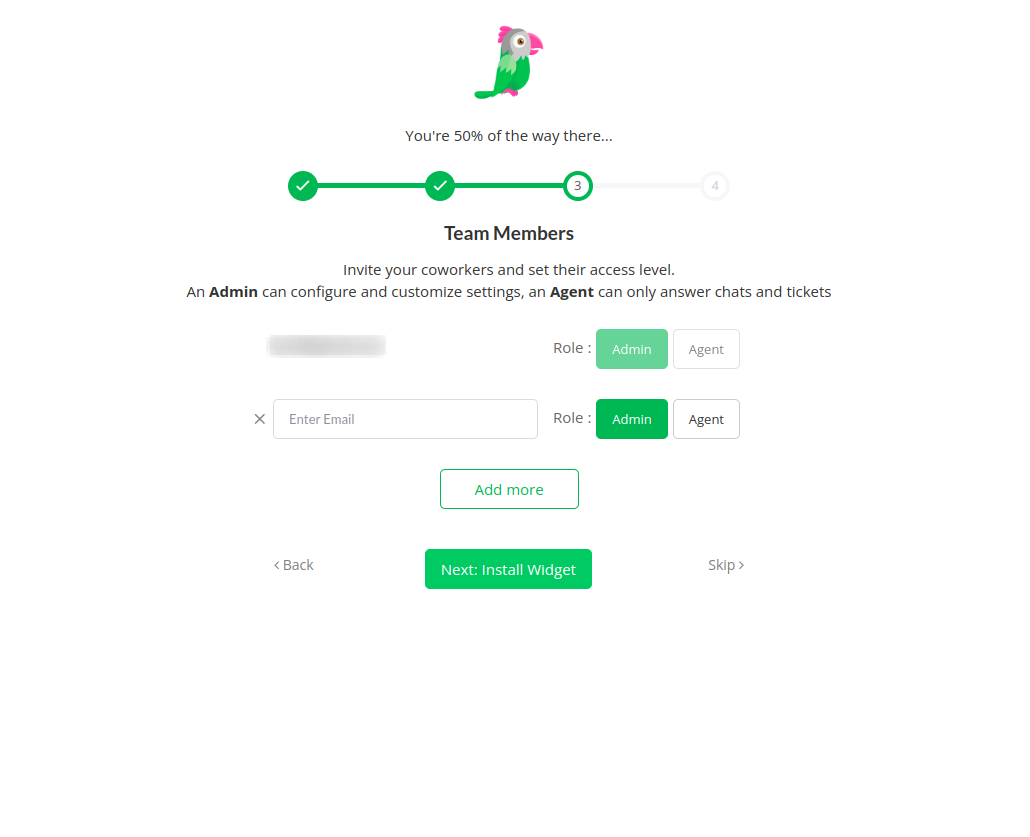 You're 50% of the way there...
3 4
Team Members
Invite your coworkers and set their access level.
An Admin can configure and customize settings, an Agent can only answer chats and tickets
Role : Admin Agent
Enter Email Role : Admin Agent
Add more
Back Next: Install Widget Skip